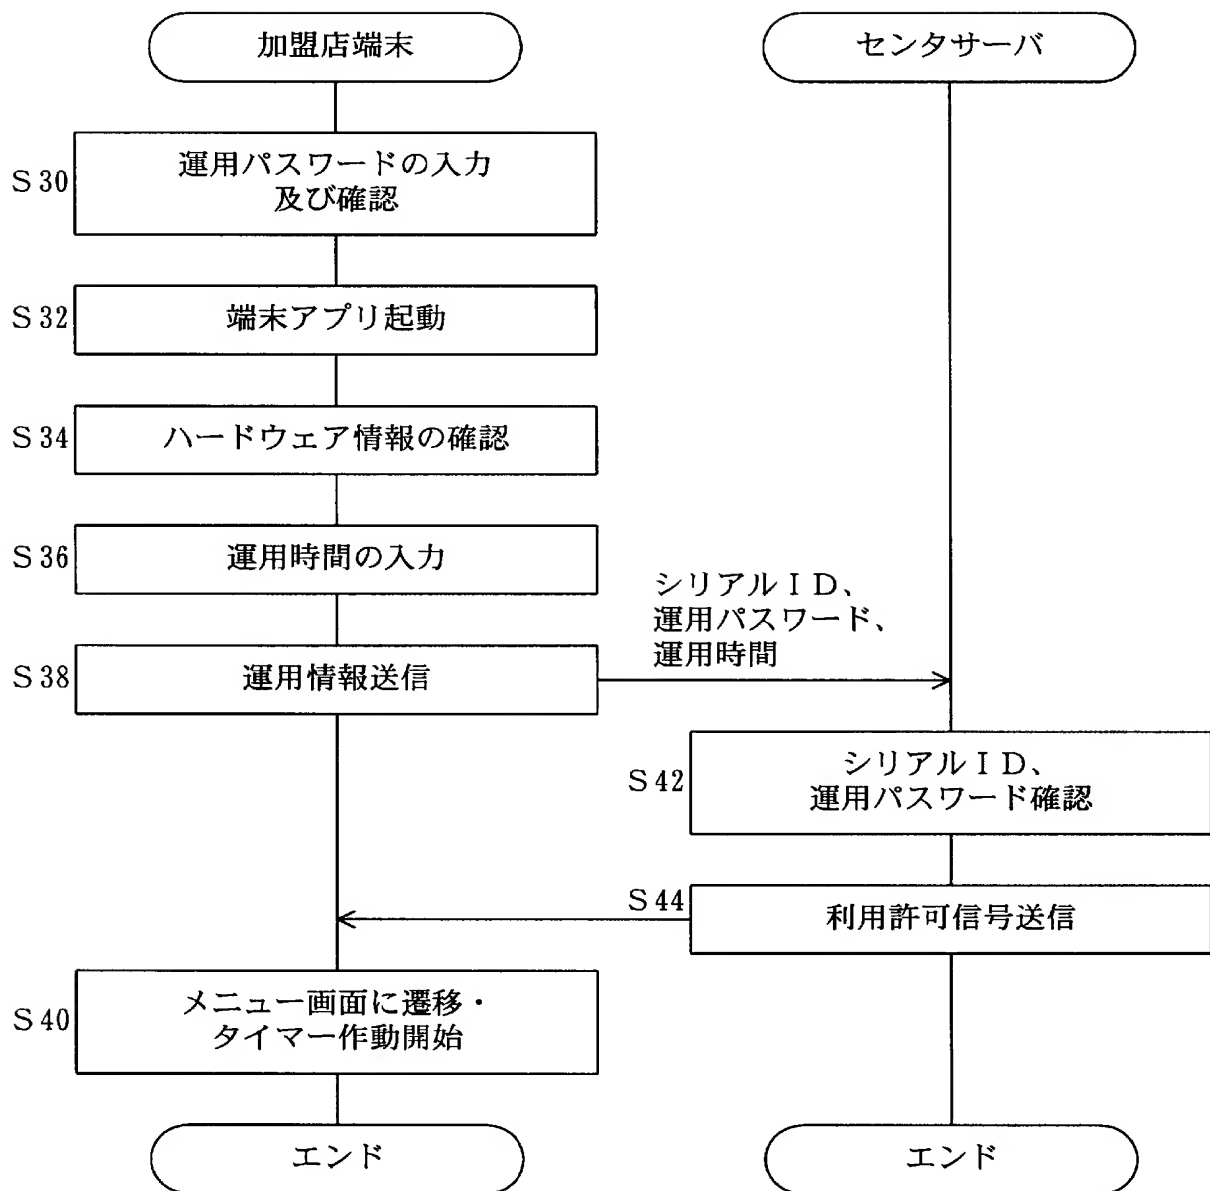 加盟店端末
センタサーバ
S30
運用パスワードの入力
及び確認
S32
端末アプリ起動
S34
ハードウェア情報の確認
S36
運用時間の入力
シリアルＩＤ、
運用パスワード、
運用時間
S38
運用情報送信
S42
シリアルＩＤ、
運用パスワード確認
S44
利用許可信号送信
S40
メニュー画面に遷移・
タイマー作動開始
エンド
エンド